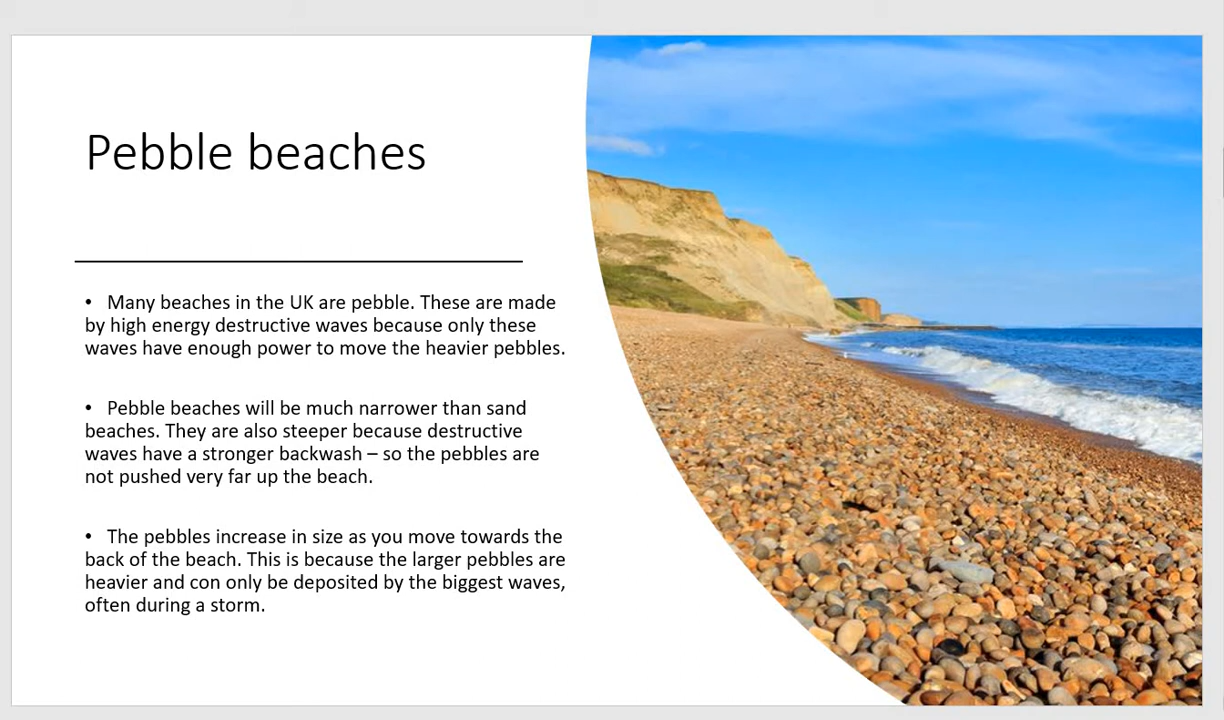 Pebble beaches
• Many beaches in the UK are pebble. These are made
by high energy destructive waves because only these
waves have enough power to move the heavier pebbles.
• Pebble beaches will be much narrower than sand
beaches. They are also steeper because destructive
waves have a stronger backwash – so the pebbles are
not pushed very far up the beach.
• The pebbles increase in size as you move towards the
back of the beach. This is because the larger pebbles are
heavier and con only be deposited by the biggest waves,
often during a storm.